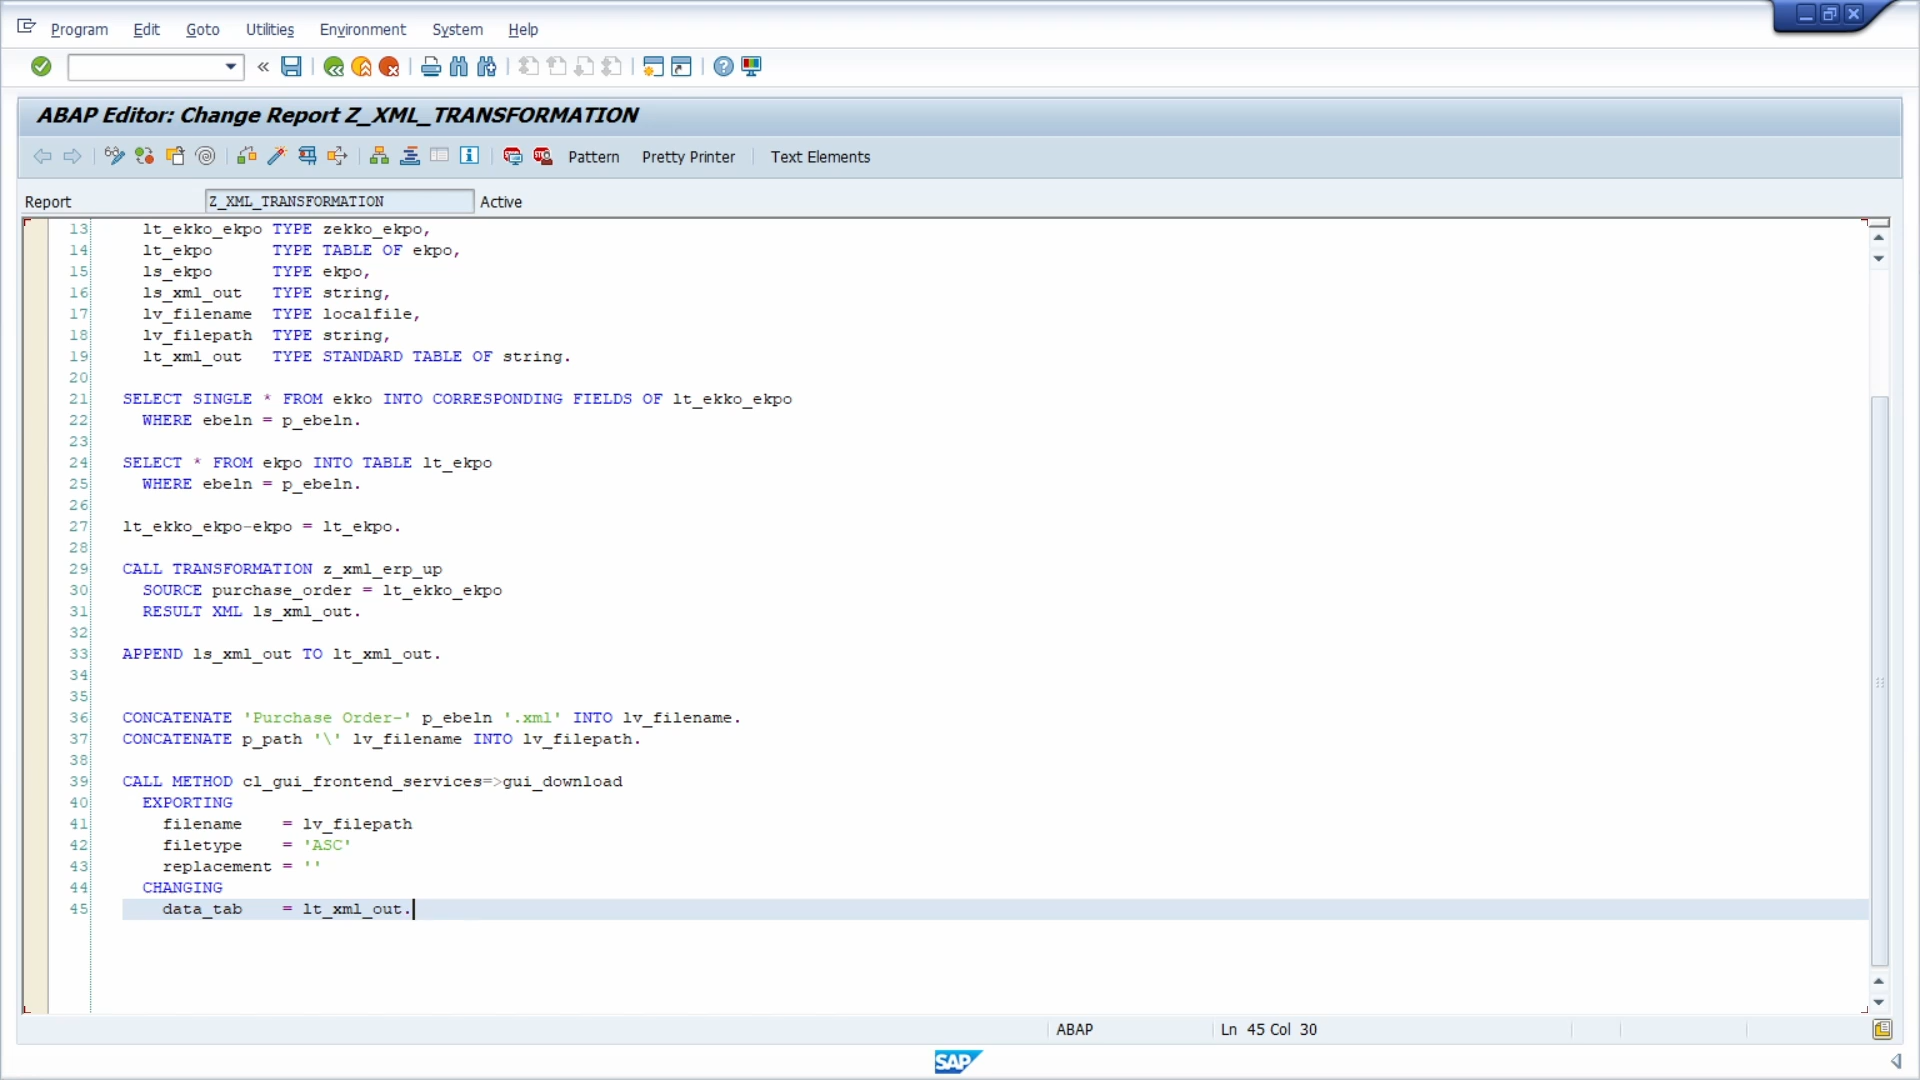 Program Edit Goto Utilities Environment System Help
ABAP Editor: Change Report Z_XML_TRANSFORMATION
Pattern Pretty Printer Text Elements
Report Z_XML_TRANSFORMATION Active
13 lt_ekko_ekpo TYPE zekko_ekpo,
14 lt_ekpo TYPE TABLE OF ekpo,
15 ls_ekpo TYPE ekpo,
16 ls_xml_out TYPE string,
17 lv_filename TYPE localfile,
18 lv_filepath TYPE string,
19 lt_xml_out TYPE STANDARD TABLE OF string.
20
21 SELECT SINGLE * FROM ekko INTO CORRESPONDING FIELDS OF lt_ekko_ekpo
22 WHERE ebeln = p_ebeln.
23
24 SELECT * FROM ekpo INTO TABLE lt_ekpo
25 WHERE ebeln = p_ebeln.
26
27 lt_ekko_ekpo-ekpo = lt_ekpo.
28
29 CALL TRANSFORMATION z_xml_erp_up
30 SOURCE purchase_order = lt_ekko_ekpo
31 RESULT XML ls_xml_out.
32
33 APPEND ls_xml_out TO lt_xml_out.
34
35
36 CONCATENATE 'Purchase Order-' p_ebeln '.xml' INTO lv_filename.
37 CONCATENATE p_path '\' lv_filename INTO lv_filepath.
38
39 CALL METHOD cl_gui_frontend_services=>gui_download
40 EXPORTING
41 filename = lv_filepath
42 filetype = 'ASC'
43 replacement = ''
44 CHANGING
45 data_tab = lt_xml_out.
ABAP Ln 45 Col 30
SAP